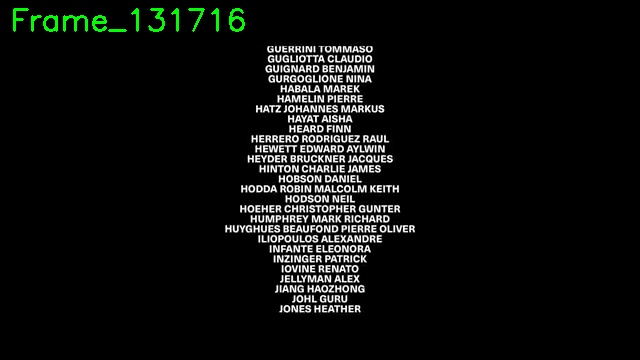 Frame_131716
GUERRINI TOMMASO
GUGLIOTTA CLAUDIO
GUIGNARD BENJAMIN
GURGOGLIONE NINA
HABALA MAREK
HAMELIN PIERRE
HATZ JOHANNES MARKUS
HAYAT AISHA
HEARD FINN
HERRERO RODRIGUEZ RAUL
HEWETT EDWARD AYLWIN
HEYDER BRUCKNER JACQUES
HINTON CHARLIE JAMES
HOBSON DANIEL
HODDA ROBIN MALCOLM KEITH
HODSON NEIL
HOEHER CHRISTOPHER GUNTER
HUMPHREY MARK RICHARD
HUYGHUES BEAUFOND PIERRE OLIVER
ILIOPOULOS ALEXANDRE
INFANTE ELEONORA
INZINGER PATRICK
IOVINE RENATO
JELLYMAN ALEX
JIANG HAOZHONG
JOHL GURU
JONES HEATHER